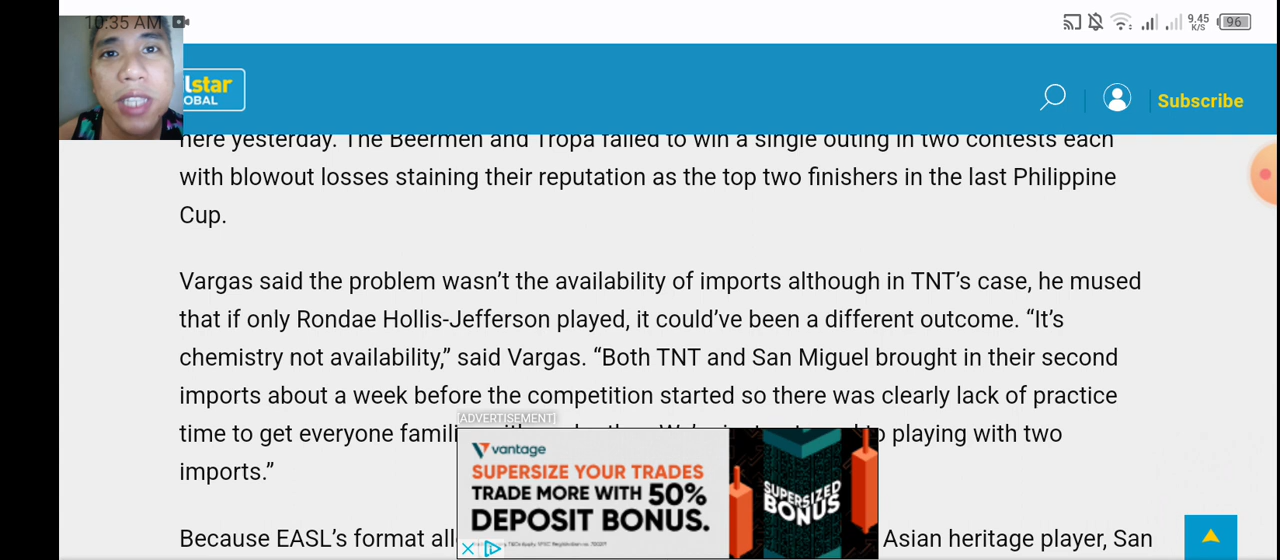 10:35 AM
9.45
K/S
96
lstar
OBAL
Subscribe
here yesterday. The Beermen and Tropa failed to win a single outing in two contests each
with blowout losses staining their reputation as the top two finishers in the last Philippine
Cup.
Vargas said the problem wasn't the availability of imports although in TNT's case, he mused
that if only Rondae Hollis-Jefferson played, it could've been a different outcome. “It's
chemistry not availability,” said Vargas. “Both TNT and San Miguel brought in their second
imports about a week before the competition started so there was clearly lack of practice
time to get everyone playing with two
imports.”
[ADVERTISEMENT]
vantage
SUPERSIZE YOUR TRADES
TRADE MORE WITH 50%
DEPOSIT BONUS.
SUPERSIZED
BONUS
Because EASL's format Asian heritage player, San